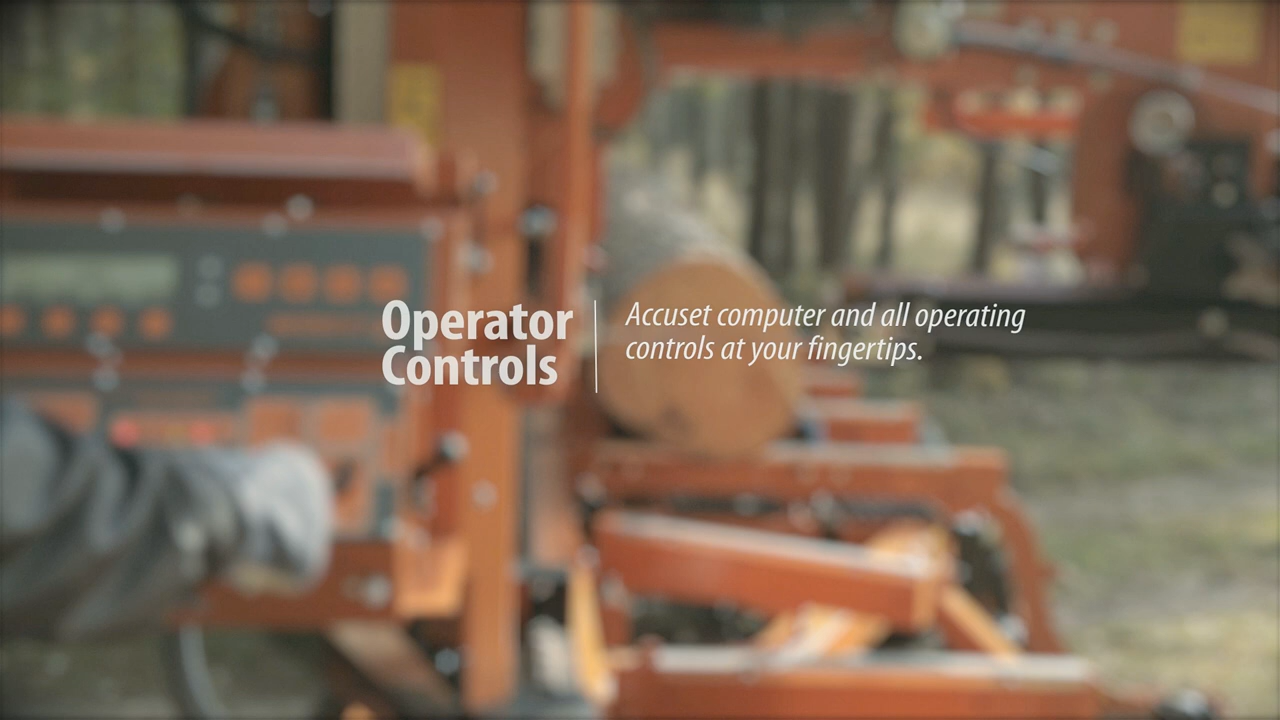 Operator
Controls
Accuset computer and all operating
controls at your fingertips.